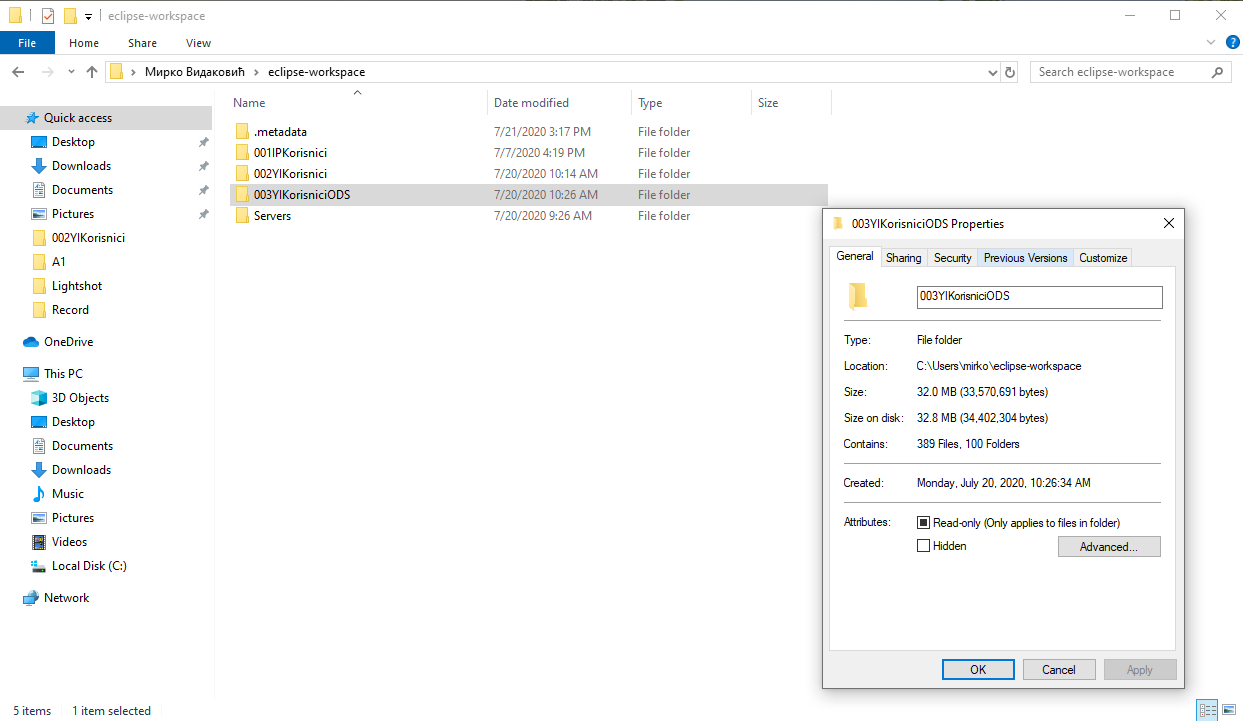 eclipse-workspace
File Home Share View
Мирко Видаковић › eclipse-workspace
Search eclipse-workspace
Name Date modified Type Size
Quick access
Desktop
Downloads
Documents
Pictures
002YIKorisnici
A1
Lightshot
Record
OneDrive
This PC
3D Objects
Desktop
Documents
Downloads
Music
Pictures
Videos
Local Disk (C:)
Network
.metadata 7/21/2020 3:17 PM File folder
001IPKorisnici 7/7/2020 4:19 PM File folder
002YIKorisnici 7/20/2020 10:14 AM File folder
003YIKorisniciODS 7/20/2020 10:26 AM File folder
Servers 7/20/2020 9:26 AM File folder
003YIKorisniciODS Properties
General Sharing Security Previous Versions Customize
003YIKorisniciODS
Type: File folder
Location: C:\Users\mirko\eclipse-workspace
Size: 32.0 MB (33,570,691 bytes)
Size on disk: 32.8 MB (34,402,304 bytes)
Contains: 389 Files, 100 Folders
Created: Monday, July 20, 2020, 10:26:34 AM
Attributes: Read-only (Only applies to files in folder)
Hidden Advanced...
OK Cancel Apply
5 items 1 item selected